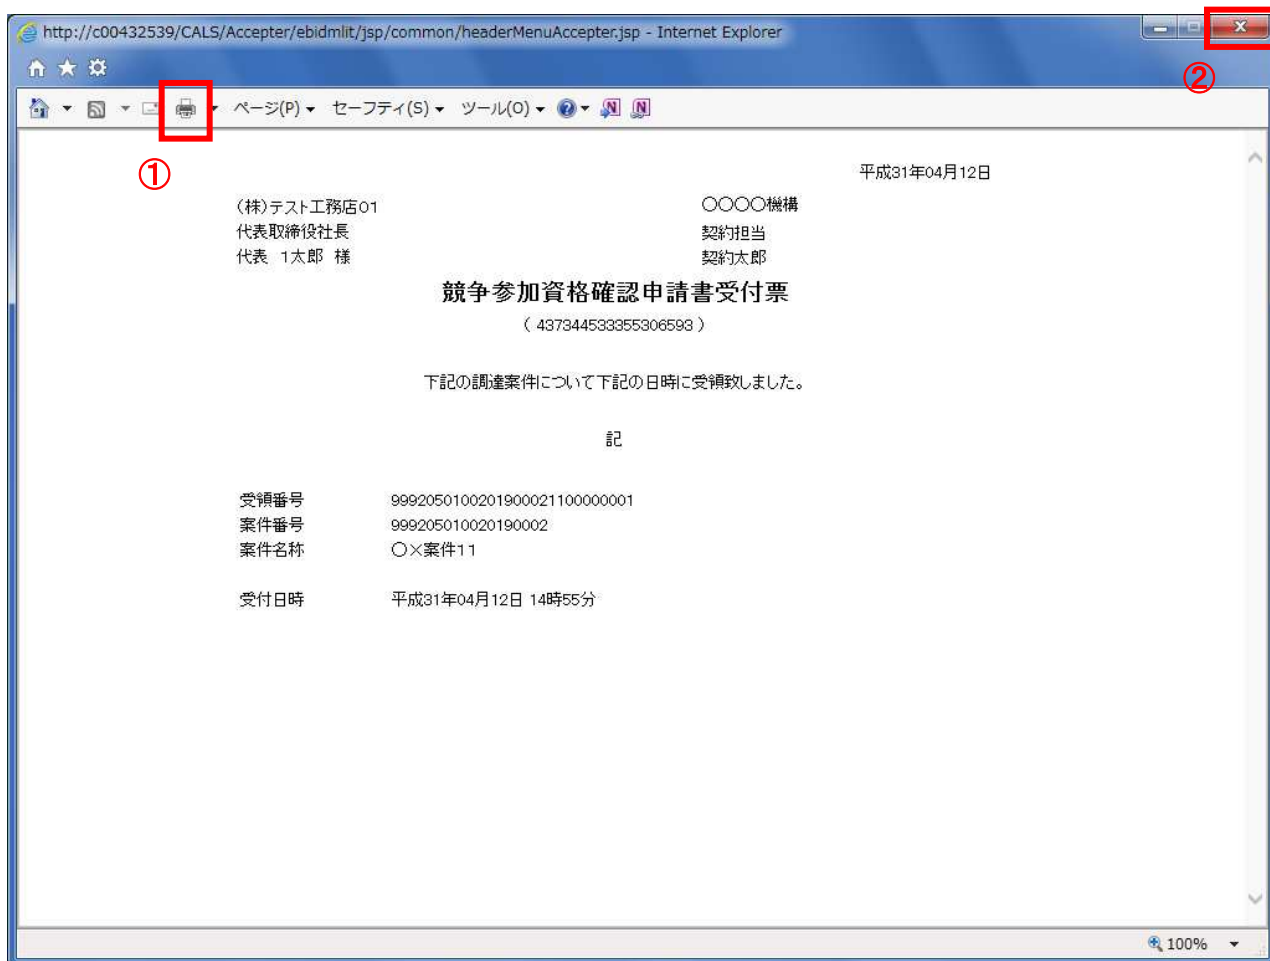 http://c00432539/CALS/Accepter/ebidmlit/jsp/common/headerMenuAccepter.jsp - Internet Explorer
②
ページ(P) セーフティ(S) ツール(O)
①
平成31年04月12日
(株)テスト工務店01
〇〇〇〇機構
代表取締役社長
契約担当
代表 1太郎 様
契約太郎
競争参加資格確認申請書受付票
( 437344533355306593 )
下記の調達案件について下記の日時に受領致しました。
記
受領番号 9992050100201900021100000001
案件番号 999205010020190002
案件名称 〇×案件11
受付日時 平成31年04月12日 14時55分
100%